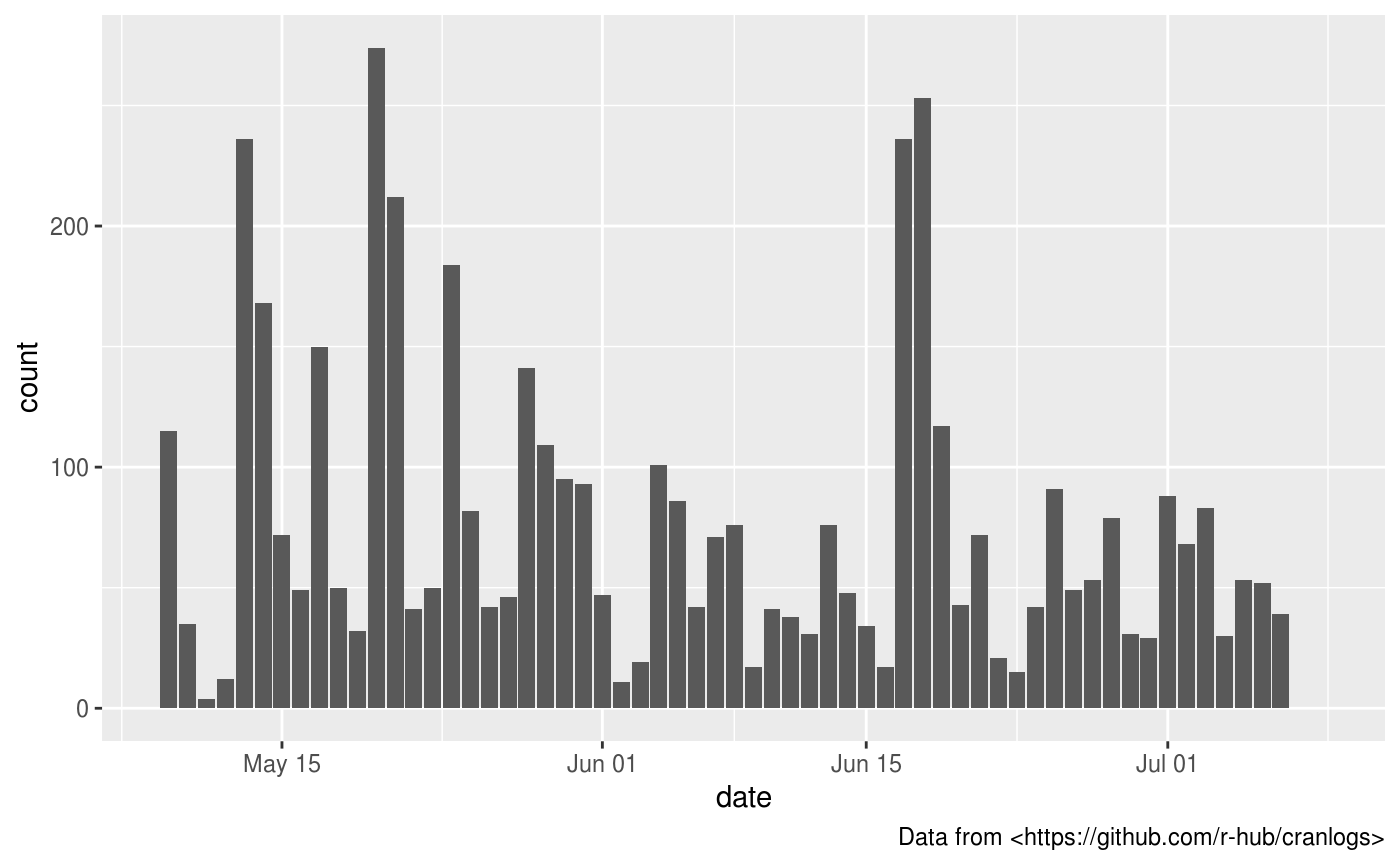 count
200
100
0
May 15
Jun 01
Jun 15
Jul 01
date
Data from <https://github.com/r-hub/cranlogs>